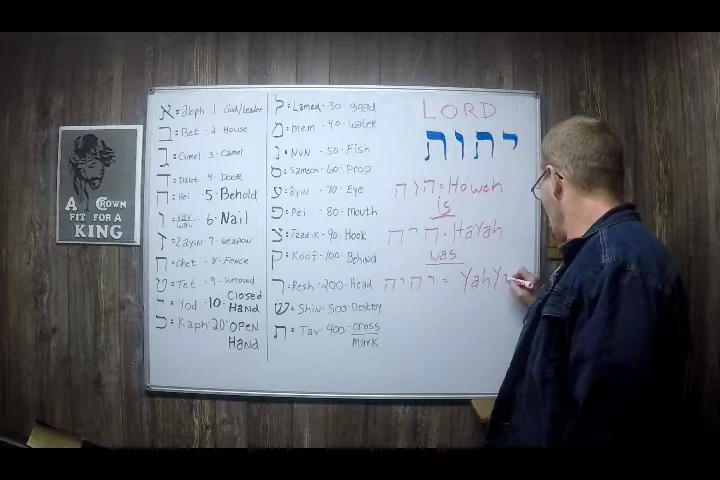 A CROWN
FIT FOR A
KING
א = aleph 1 God/Leader
ב = Bet - 2 - House
ג = Gimel - 3 - Camel
ד = Dalet 4 - Door
ה = Hei - 5 - Behold
ו = vav/wav - 6 - Nail
ז = Zayin 7 - weapon
ח = chet - 8 - Fence
ט = Tet - 9 - Surround
י = Yod - 10 - Closed
Hand
כ = Kaph - 20 - OPEN
Hand
ל = Lamed - 30 - goad
מ = mem - 40 - water
נ = NUN - 50 - Fish
ס = Samech - 60 - Prop
ע = ayin - 70 - Eye
פ = Pei - 80 - Mouth
צ = Tzadik - 90 - Hook
ק = Koof - 100 - Behind
ר = Resh - 200 - Head
ש = Shin - 300 - Destroy
ת = Tav - 400 - cross
mark
LORD
יהוה
הוה = Howeh
is
היה - Hayah
was
יהיה = YahY